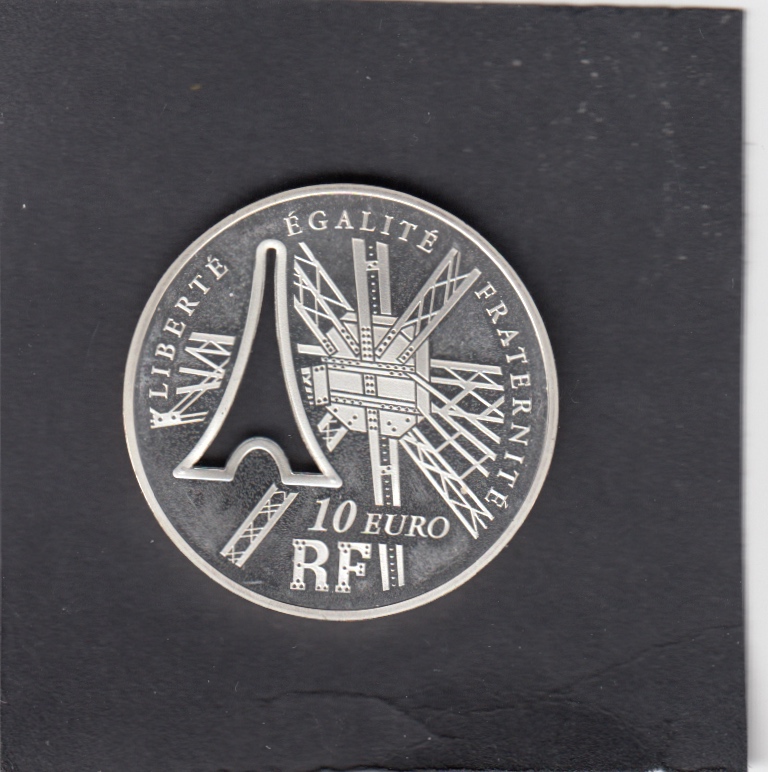 LIBERTÉ
ÉGALITÉ
FRATERNITÉ
10 EURO
RF